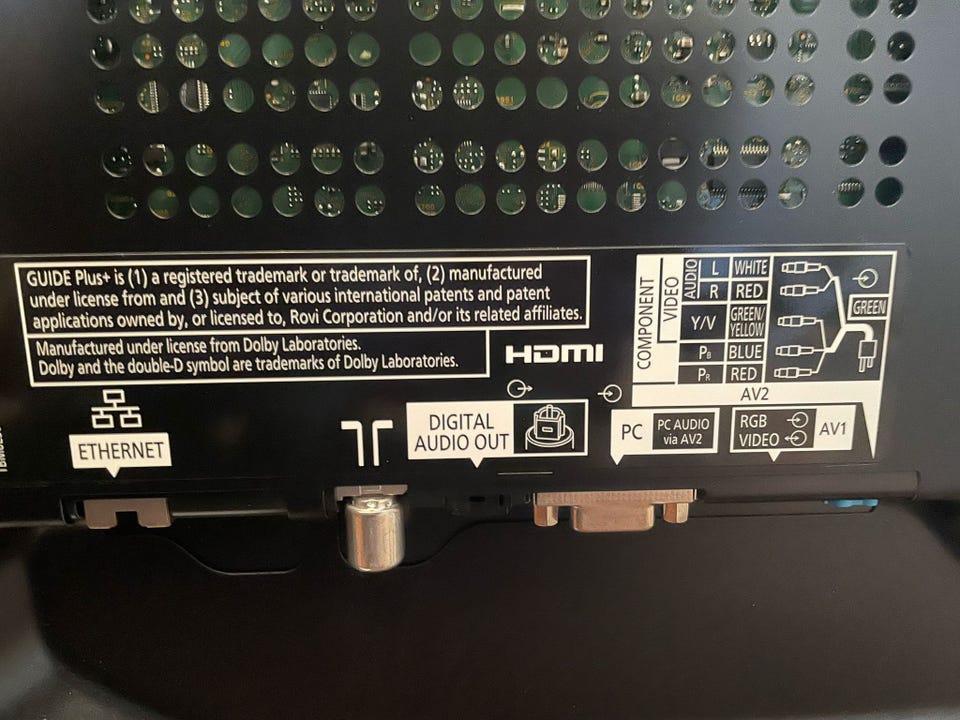 GUIDE Plus+ is (1) a registered trademark or trademark of, (2) manufactured
under license from and (3) subject of various international patents and patent
applications owned by, or licensed to, Rovi Corporation and/or its related affiliates.
Manufactured under license from Dolby Laboratories.
Dolby and the double-D symbol are trademarks of Dolby Laboratories.
HDMI
ETHERNET
DIGITAL
AUDIO OUT
COMPONENT
VIDEO
AUDIO
L WHITE
R RED
Y/V GREEN/
YELLOW
PB BLUE
PR RED
GREEN
AV2
PC
PC AUDIO
via AV2
RGB
VIDEO
AV1